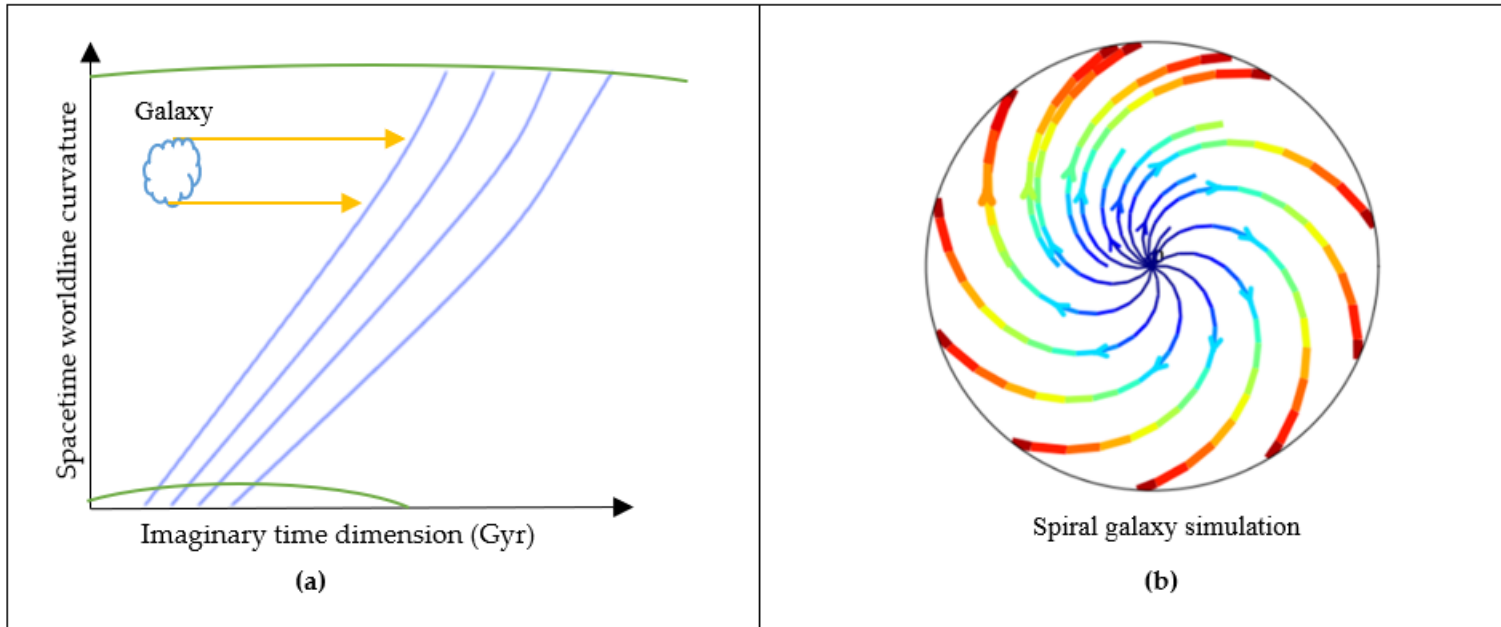 Spacetime worldline curvature
Galaxy
Imaginary time dimension (Gyr)
(a)
Spiral galaxy simulation
(b)